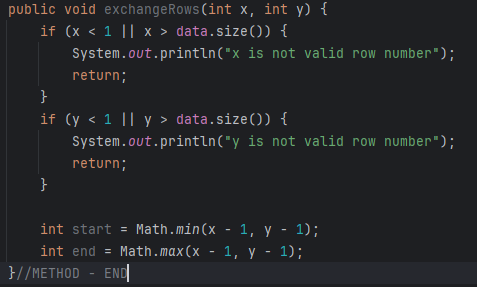 public void exchangeRows(int x, int y) {
if (x < 1 || x > data.size()) {
System.out.println("x is not valid row number");
return;
}
if (y < 1 || y > data.size()) {
System.out.println("y is not valid row number");
return;
}
int start = Math.min(x - 1, y - 1);
int end = Math.max(x - 1, y - 1);
}//METHOD - END